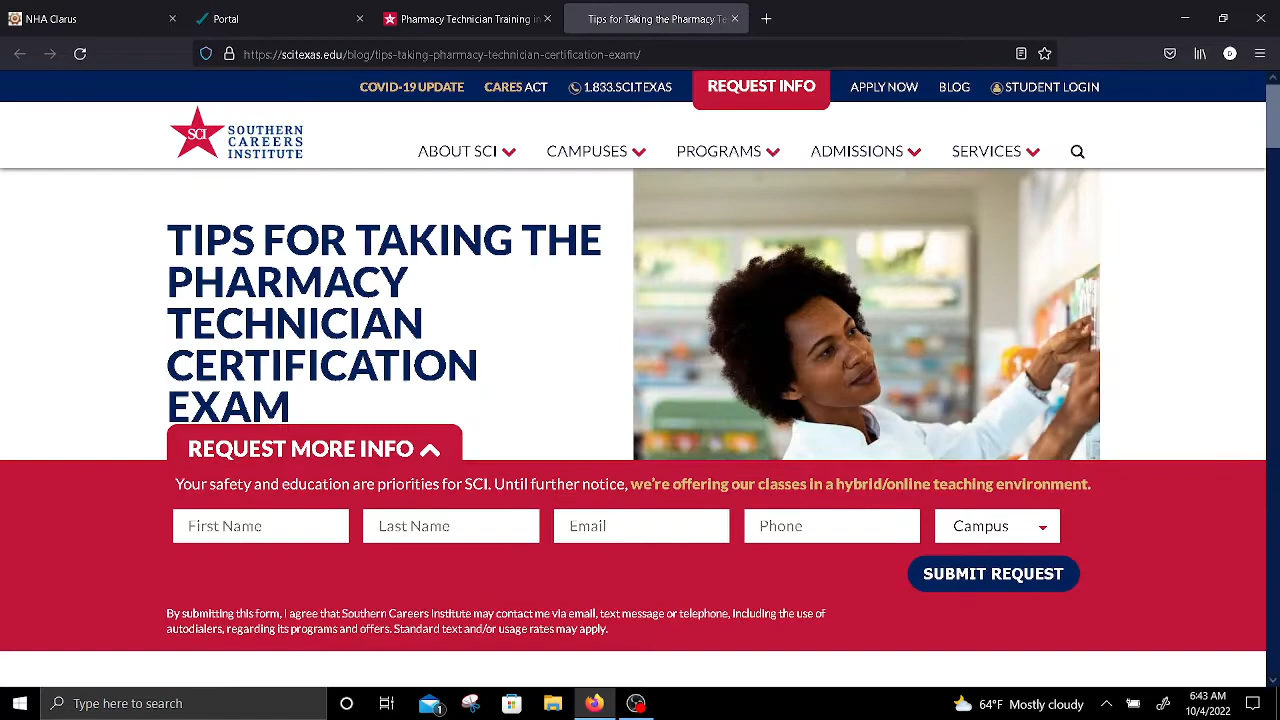 NHA Clarus
Portal
Pharmacy Technician Training in
Tips for Taking the Pharmacy Te
https://scitexas.edu/blog/tips-taking-pharmacy-technician-certification-exam/
COVID-19 UPDATE
CARES ACT
1.833.SCI.TEXAS
REQUEST INFO
APPLY NOW
BLOG
STUDENT LOGIN
SCI
SOUTHERN
CAREERS
INSTITUTE
ABOUT SCI
CAMPUSES
PROGRAMS
ADMISSIONS
SERVICES
TIPS FOR TAKING THE
PHARMACY
TECHNICIAN
CERTIFICATION
EXAM
REQUEST MORE INFO
Your safety and education are priorities for SCI. Until further notice, we’re offering our classes in a hybrid/online teaching environment.
First Name
Last Name
Email
Phone
Campus
SUBMIT REQUEST
By submitting this form, I agree that Southern Careers Institute may contact me via email, text message or telephone, including the use of
autodialers, regarding its programs and offers. Standard text and/or usage rates may apply.
Type here to search
64°F Mostly cloudy
6:43 AM
10/4/2022